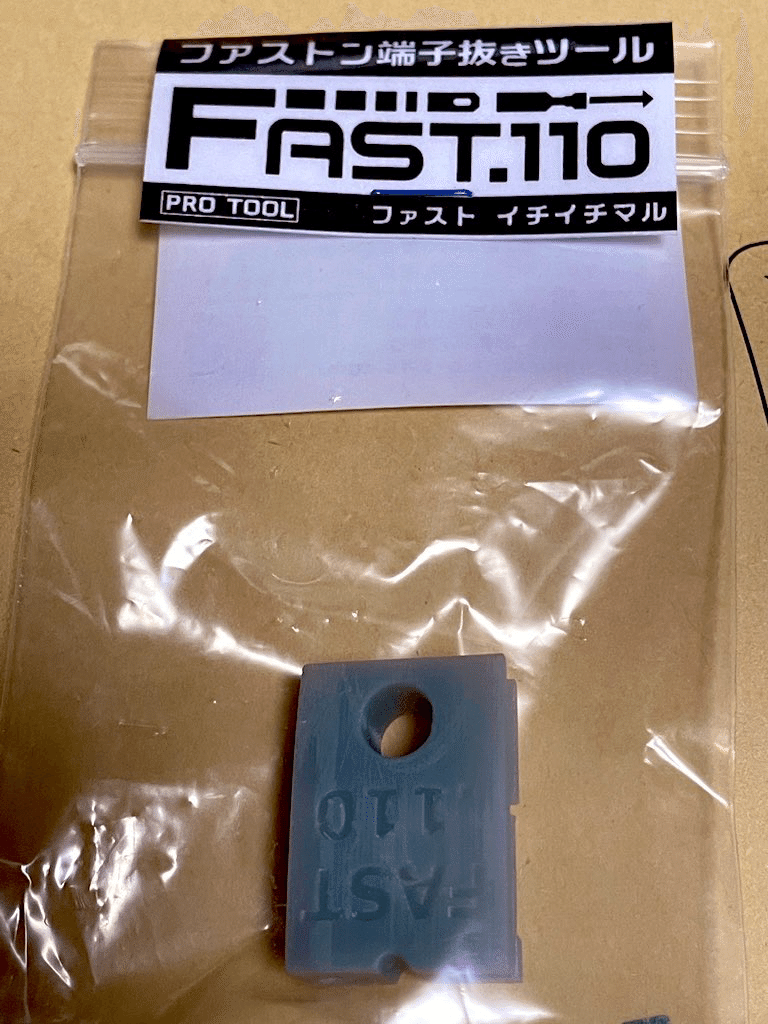 ファストン端子抜きツール
FAST.110
PRO TOOL ファスト イチイチマル
FAST
110